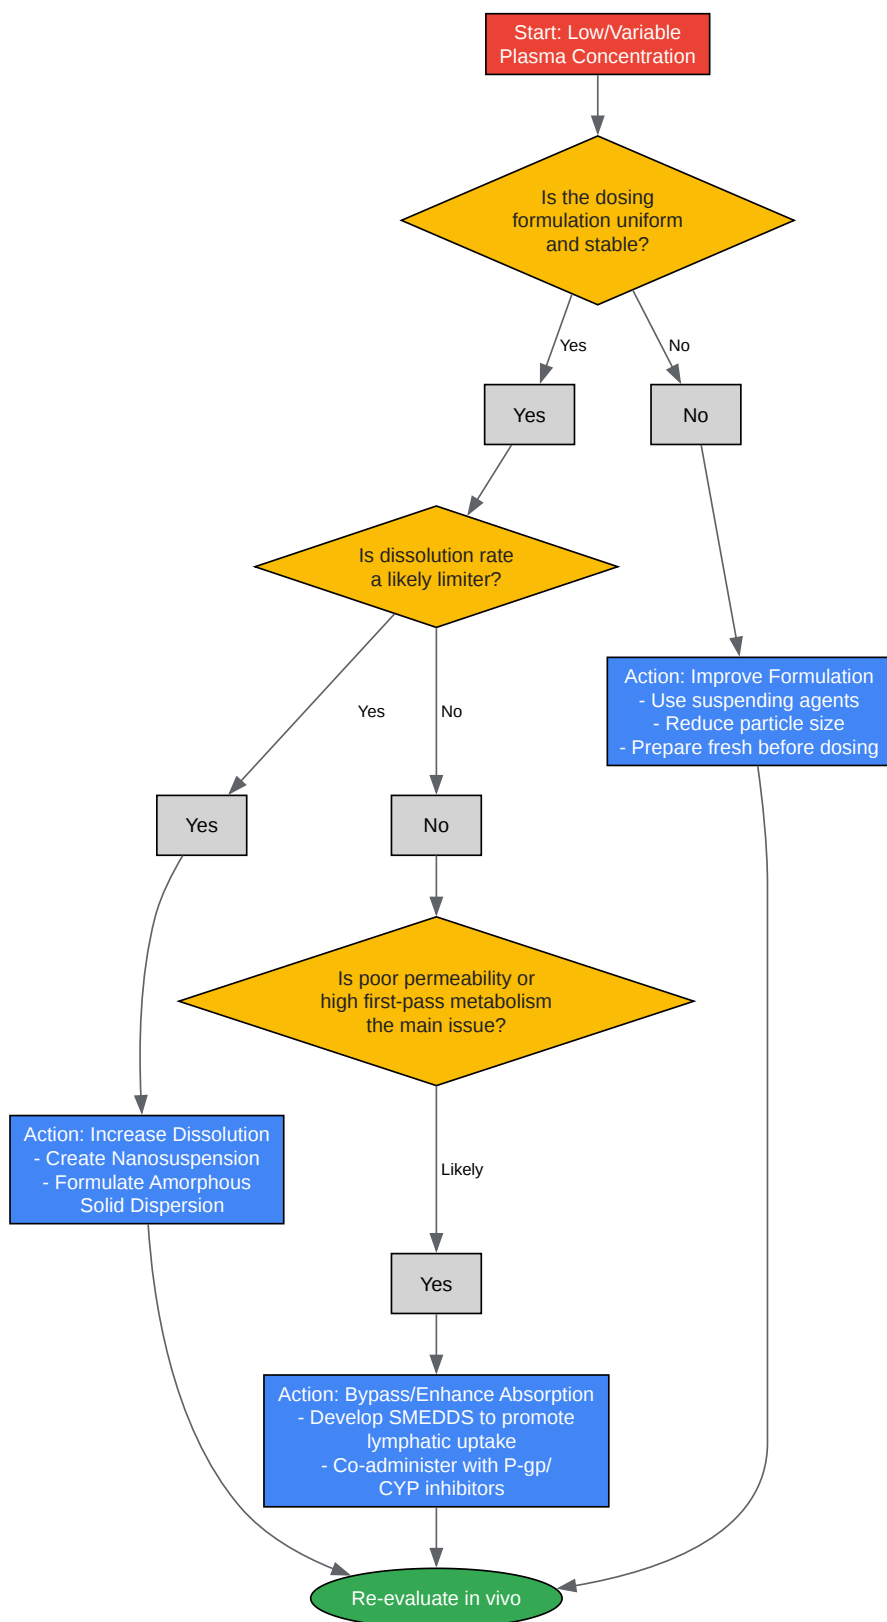 Start: Low/Variable
Plasma Concentration
Is the dosing
formulation uniform
and stable?
Yes
No
Yes
No
Is dissolution rate
a likely limiter?
Action: Improve Formulation
- Use suspending agents
- Reduce particle size
- Prepare fresh before dosing
Yes
No
Yes
No
Is poor permeability or
high first-pass metabolism
the main issue?
Action: Increase Dissolution
- Create Nanosuspension
- Formulate Amorphous
Solid Dispersion
Likely
Yes
Action: Bypass/Enhance Absorption
- Develop SMEDDS to promote
lymphatic uptake
- Co-administer with P-gp/
CYP inhibitors
Re-evaluate in vivo